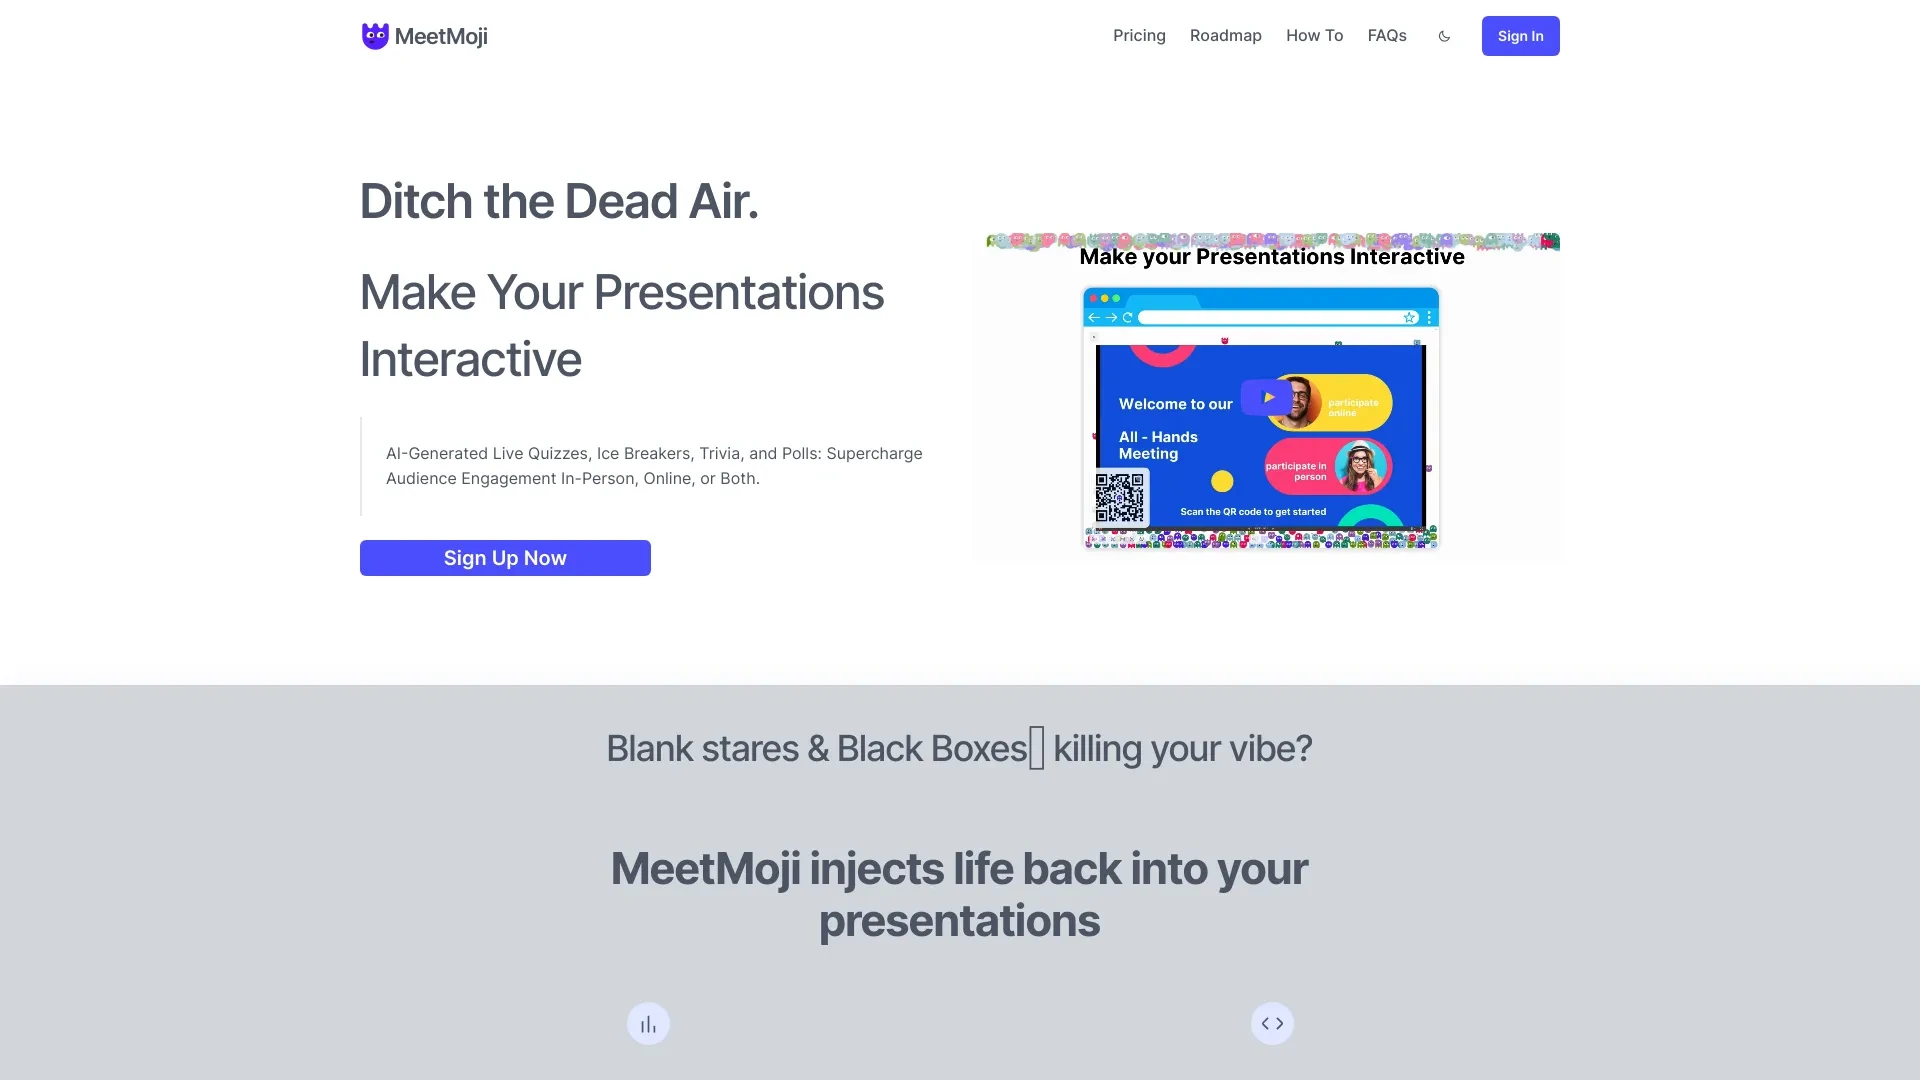 MeetMoji
Pricing
Roadmap
How To
FAQs
Sign In
Ditch the Dead Air.
Make Your Presentations
Interactive
AI-Generated Live Quizzes, Ice Breakers, Trivia, and Polls: Supercharge
Audience Engagement In-Person, Online, or Both.
Sign Up Now
Make your Presentations Interactive
Welcome to our
All - Hands
Meeting
participate
online
participate in
person
Scan the QR code to get started
Blank stares & Black Boxes killing your vibe?
MeetMoji injects life back into your
presentations